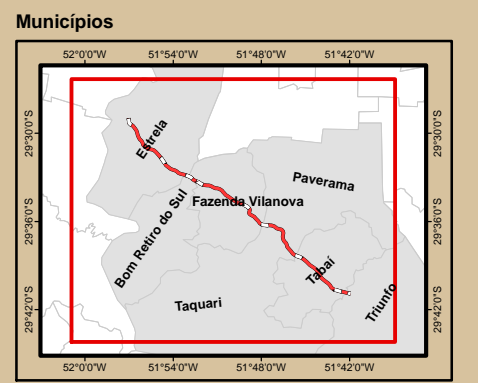 Municípios
52°0'0"W 51°54'0"W 51°48'0"W 51°42'0"W
29°30'0"S
29°30'0"S
Estrela
Paverama
Fazenda Vilanova
Bom Retiro do Sul
29°36'0"S
29°36'0"S
Tabaí
Taquari
Triunfo
29°42'0"S
29°42'0"S
52°0'0"W 51°54'0"W 51°48'0"W 51°42'0"W